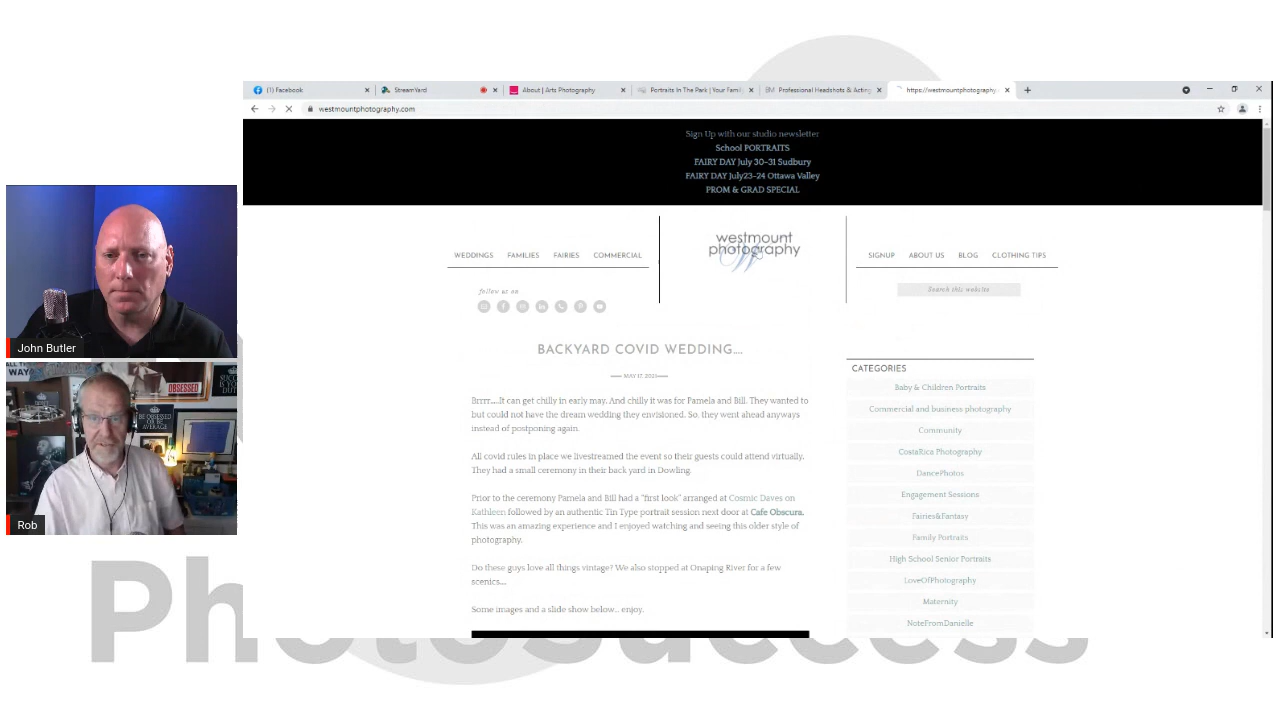 (1) Facebook
StreamYard
About | Arts Photography
Portraits In The Park | Your Famil
Professional Headshots & Acting
https://westmountphotography.
westmountphotography.com
Sign Up with our studio newsletter
School PORTRAITS
FAIRY DAY July 30-31 Sudbury
FAIRY DAY July23-24 Ottawa Valley
PROM & GRAD SPECIAL
WEDDINGS FAMILIES FAIRIES COMMERCIAL
westmount
photography
SIGNUP ABOUT US BLOG CLOTHING TIPS
follow us on
Search this website
BACKYARD COVID WEDDING....
MAY 17, 2021
Brrrr.....It can get chilly in early may. And chilly it was for Pamela and Bill. They wanted to
but could not have the dream wedding they envisioned. So, they went ahead anyways
instead of postponing again.
All covid rules in place we livestreamed the event so their guests could attend virtually.
They had a small ceremony in their back yard in Dowling.
Prior to the ceremony Pamela and Bill had a "first look" arranged at Cosmic Daves on
Kathleen followed by an authentic Tin Type portrait session next door at Cafe Obscura.
This was an amazing experience and I enjoyed watching and seeing this older style of
photography.
Do these guys love all things vintage? We also stopped at Onaping River for a few
scenics....
Some images and a slide show below... enjoy.
CATEGORIES
Baby & Children Portraits
Commercial and business photography
Community
CostaRica Photography
DancePhotos
Engagement Sessions
Fairies&Fantasy
Family Portraits
High School Senior Portraits
LoveOfPhotography
Maternity
NoteFromDanielle
John Butler
WAY
OBSESSED
BE OBSESSED
OR BE
AVERAGE
Rob
PhotoSuccess